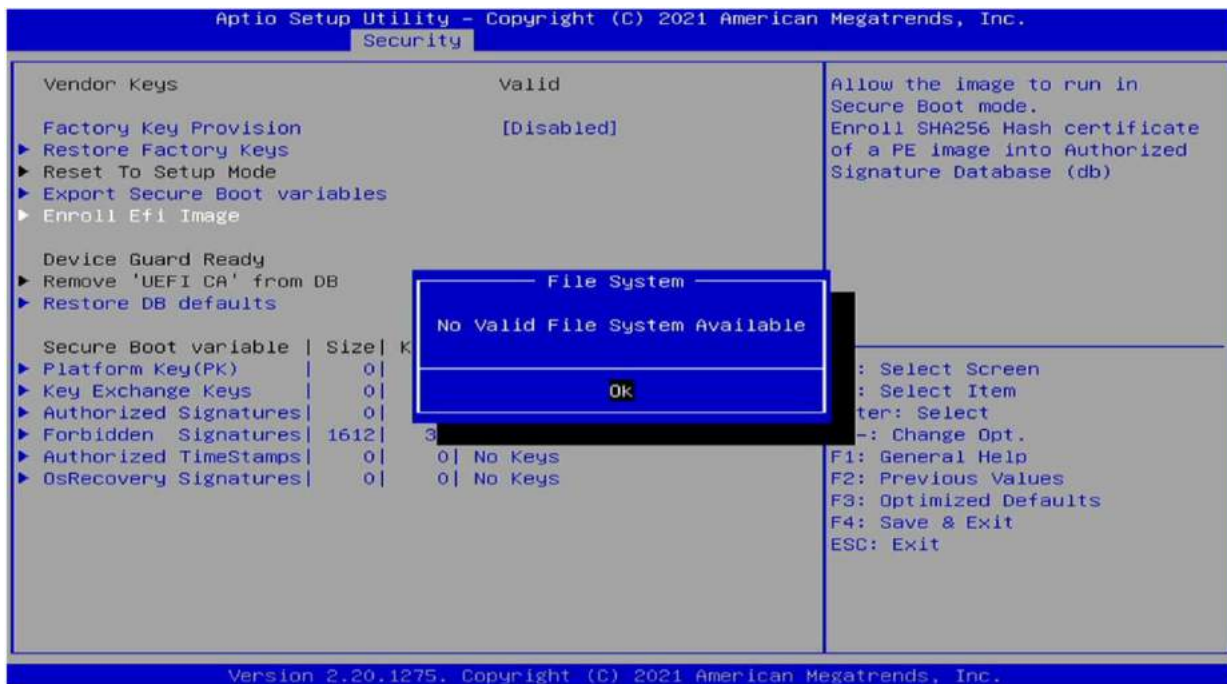 Aptio Setup Utility – Copyright (C) 2021 American Megatrends, Inc.
Security
Vendor Keys Valid
Factory Key Provision [Disabled]
▶ Restore Factory Keys
▶ Reset To Setup Mode
▶ Export Secure Boot variables
▶ Enroll Efi Image
Device Guard Ready
▶ Remove 'UEFI CA' from DB
▶ Restore DB defaults
Secure Boot variable | Size| K
▶ Platform Key(PK) | 0|
▶ Key Exchange Keys | 0|
▶ Authorized Signatures| 0|
▶ Forbidden Signatures| 1612| 3
▶ Authorized TimeStamps| 0| 0| No Keys
▶ OsRecovery Signatures| 0| 0| No Keys
File System
No Valid File System Available
Ok
Allow the image to run in
Secure Boot mode.
Enroll SHA256 Hash certificate
of a PE image into Authorized
Signature Database (db)
: Select Screen
: Select Item
ter: Select
-: Change Opt.
F1: General Help
F2: Previous Values
F3: Optimized Defaults
F4: Save & Exit
ESC: Exit
Version 2.20.1275. Copyright (C) 2021 American Megatrends, Inc.